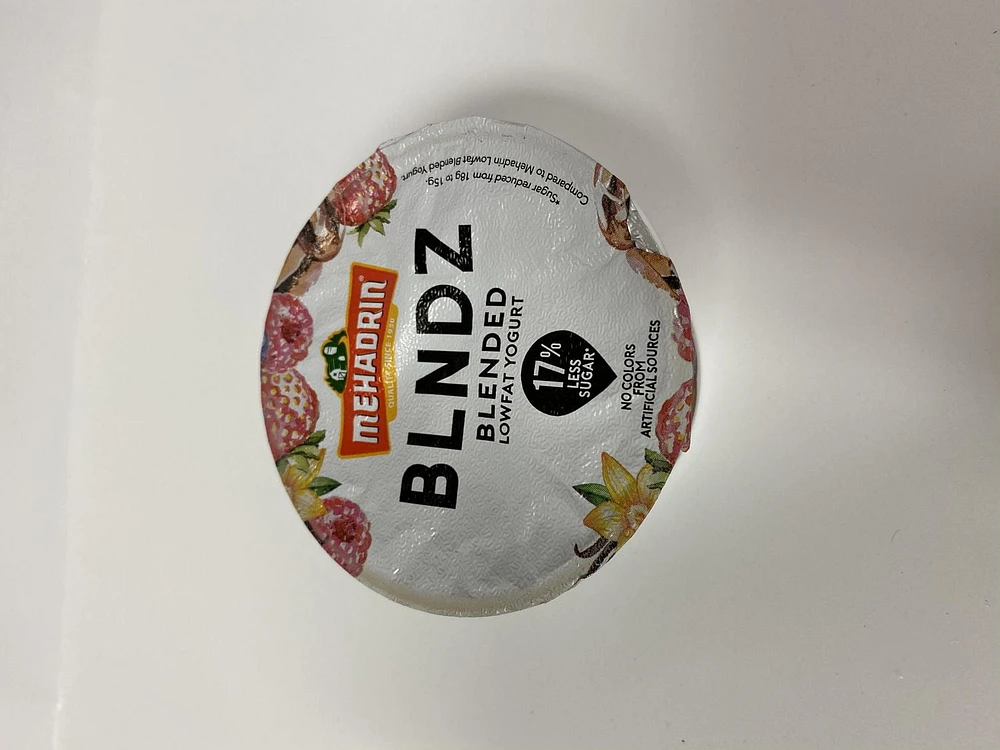 MEHADRIN®
QUALITY SINCE 1950
BLNDZ
BLENDED
LOWFAT YOGURT
17%
LESS
SUGAR*
NO COLORS
FROM
ARTIFICIAL SOURCES
*Sugar reduced from 18g to 15g.
Compared to Mehadrin Lowfat Blended Yogurt.